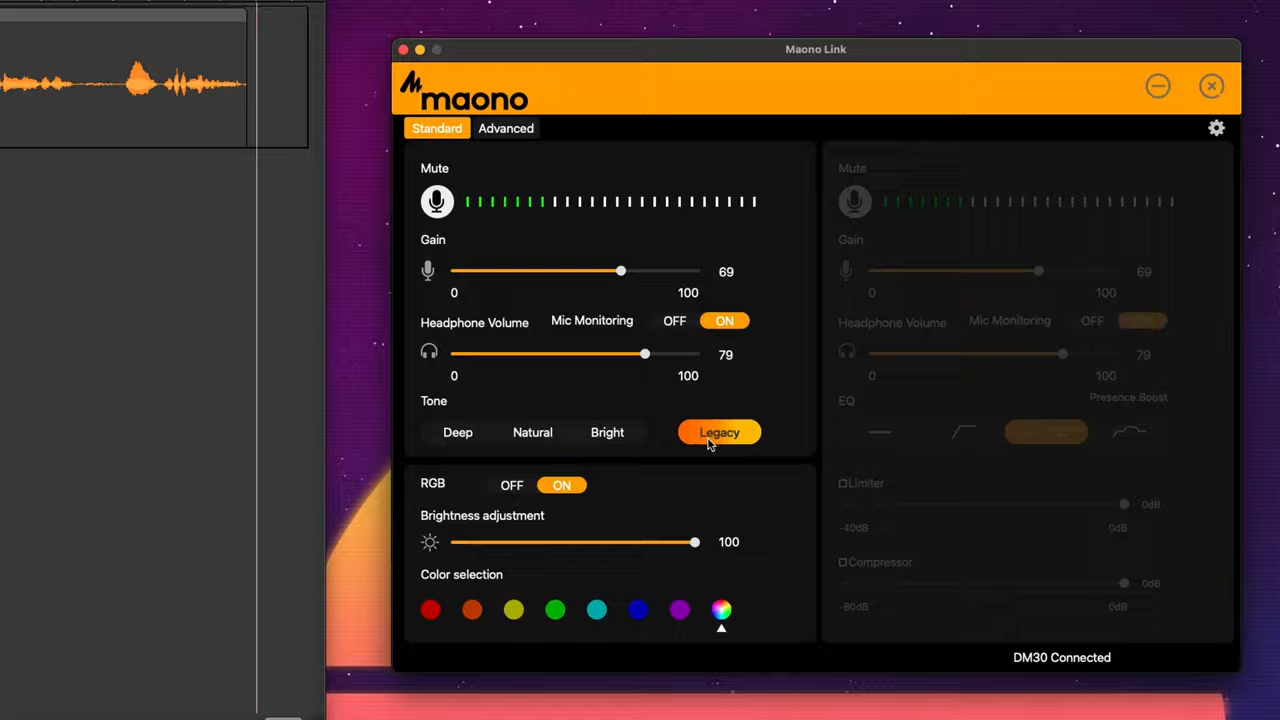 Maono Link
maono
Standard Advanced
Mute
Gain
69
0 100
Headphone Volume Mic Monitoring OFF ON
79
0 100
Tone
Deep Natural Bright Legacy
RGB OFF ON
Brightness adjustment
100
Color selection
Mute
Gain
69
0 100
Headphone Volume Mic Monitoring OFF ON
79
0 100
EQ Presence Boost
Limiter
0dB
-40dB 0dB
Compressor
0dB
-80dB 0dB
DM30 Connected